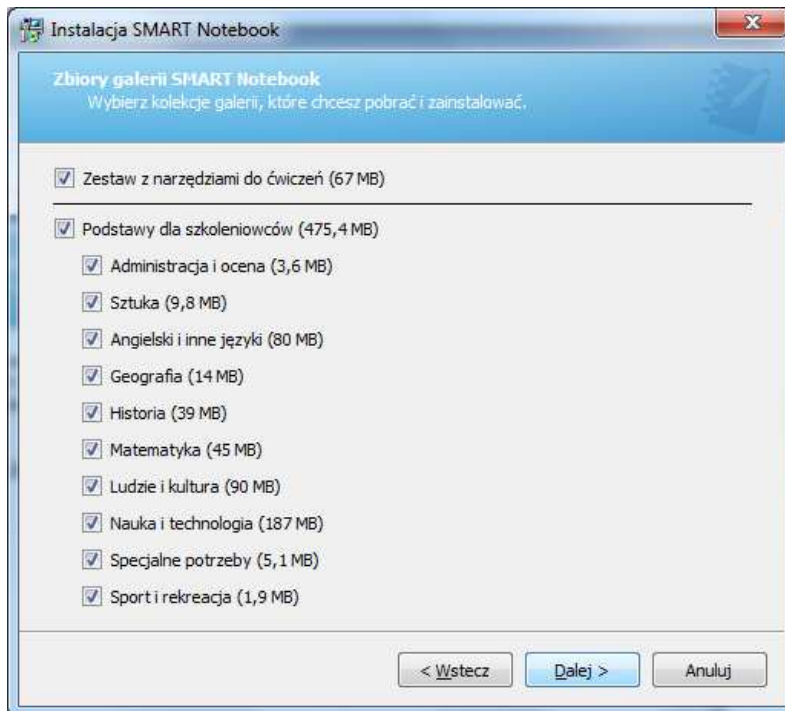 Instalacja SMART Notebook
Zbiory galerii SMART Notebook
Wybierz kolekcje galerii, które chcesz pobrać i zainstalować.
Zestaw z narzędziami do ćwiczeń (67 MB)
Podstawy dla szkoleniowców (475,4 MB)
Administracja i ocena (3,6 MB)
Sztuka (9,8 MB)
Angielski i inne języki (80 MB)
Geografia (14 MB)
Historia (39 MB)
Matematyka (45 MB)
Ludzie i kultura (90 MB)
Nauka i technologia (187 MB)
Specjalne potrzeby (5,1 MB)
Sport i rekreacja (1,9 MB)
< Wstecz Dalej > Anuluj